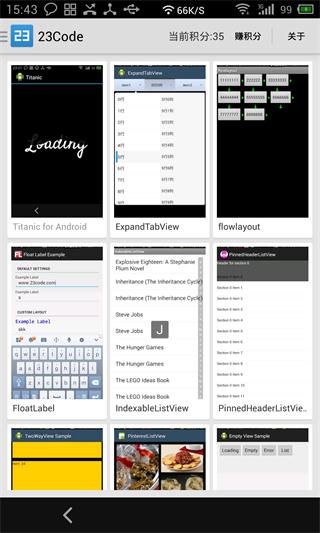 15:43
66K/S
99
23
23Code
当前积分:35
赚积分
关于
Titanic
Loading
Titanic for Android
ExpandTabView
ExpandTabView
Flowlayout
flowlayout
Float Label Example
DEFAULT SETTINGS
Example Label
www.23code.com
Example Label
CUSTOM LAYOUT
Example Label
FloatLabel
Explosive Eighteen: A Stephanie
Plum Novel
Inheritance (The Inheritance Cycle)
Inheritance (The Inheritance Cycle)
Steve Jobs
Steve Jobs
J
The Hunger Games
The Hunger Games
The LEGO Ideas Book
The LEGO Ideas Book
IndexableListView
PinnedHeaderListView
Header for section 0
Section 0 Item 0
Section 0 Item 1
Section 0 Item 2
Section 0 Item 3
Section 0 Item 4
Section 0 Item 5
Section 0 Item 6
Section 0 Item 7
Section 0 Item 8
Section 0 Item 9
Section 0 Item 10
Section 0 Item 11
PinnedHeaderListVie...
TwoWayView Sample
PinterestListView
Empty View Sample
Loading
Empty
Error
List